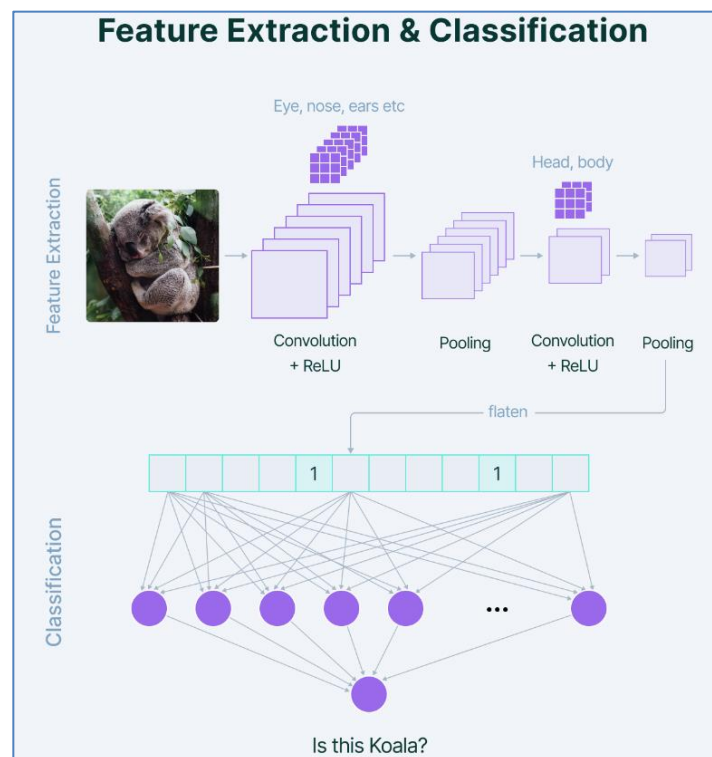 Feature Extraction & Classification
Eye, nose, ears etc
Head, body
Feature Extraction
Convolution
+ ReLU
Pooling
Convolution
+ ReLU
Pooling
flaten
1
1
Classification
...
Is this Koala?